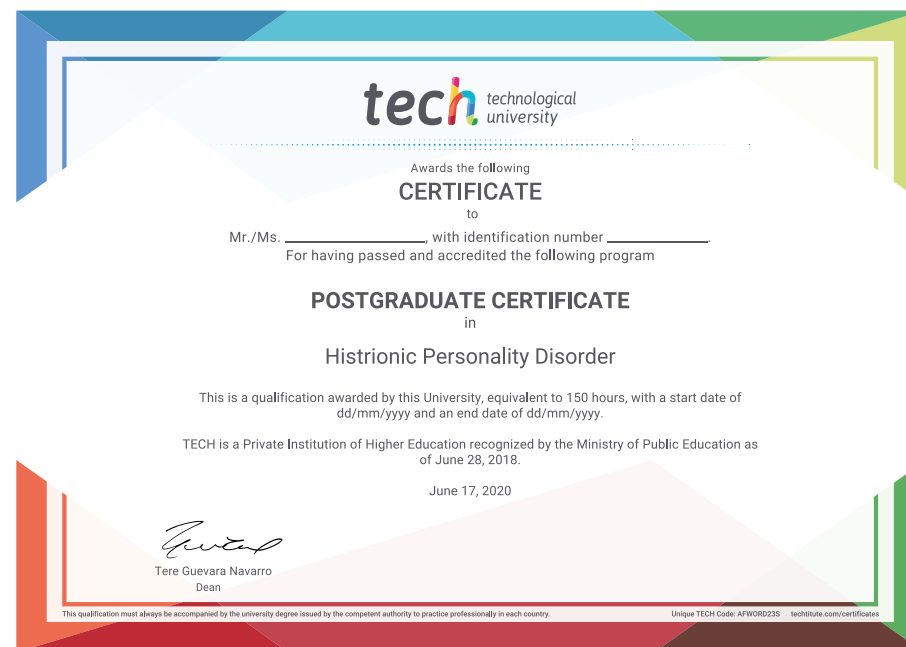 tech technological
university
Awards the following
CERTIFICATE
to
Mr./Ms. ____________________, with identification number ______________.
For having passed and accredited the following program
POSTGRADUATE CERTIFICATE
in
Histrionic Personality Disorder
This is a qualification awarded by this University, equivalent to 150 hours, with a start date of
dd/mm/yyyy and an end date of dd/mm/yyyy.
TECH is a Private Institution of Higher Education recognized by the Ministry of Public Education as
of June 28, 2018.
June 17, 2020
Tere Guevara Navarro
Dean
This qualification must always be accompanied by the university degree issued by the competent authority to practice professionally in each country. Unique TECH Code: AFWORD23S techtitute.com/certificates